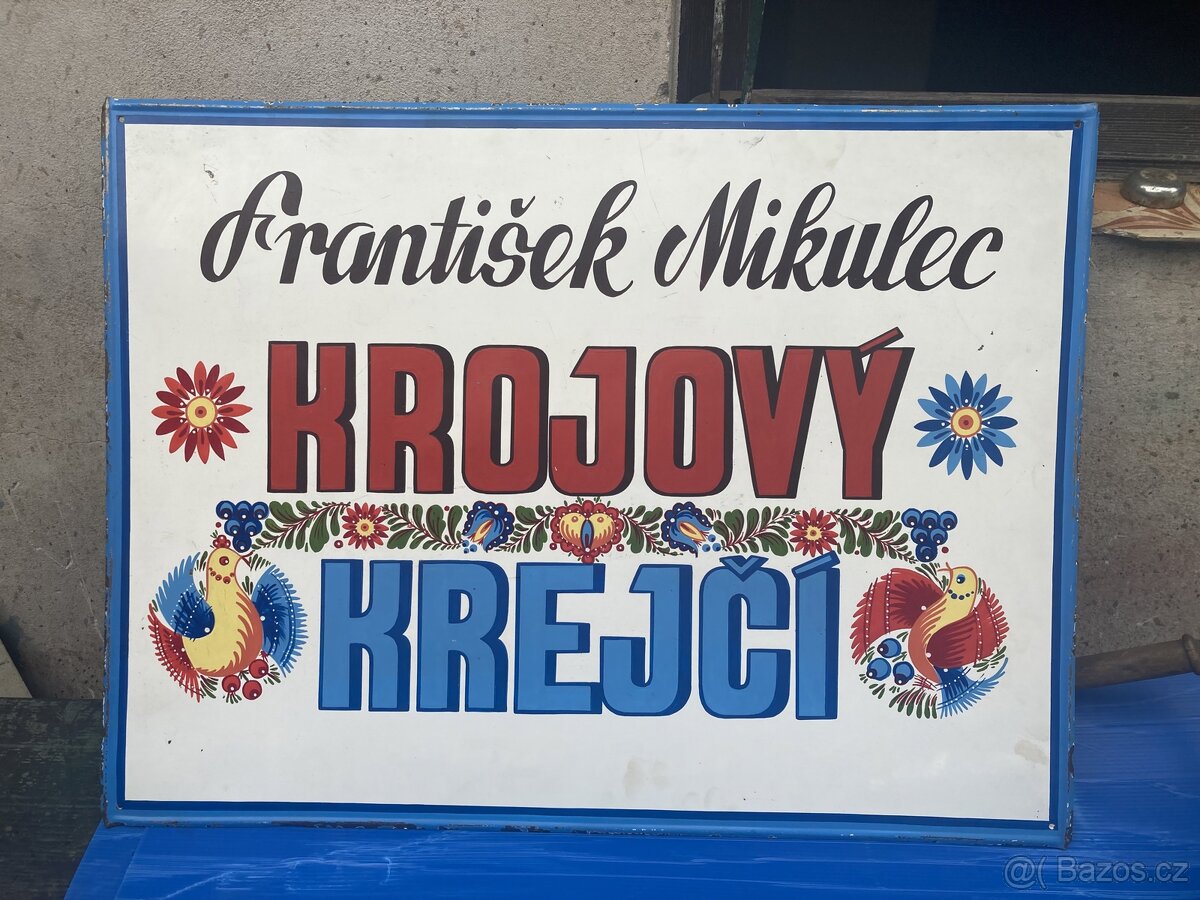 František Mikulec
KROJOVÝ
KREJČÍ
@( Bazos.cz